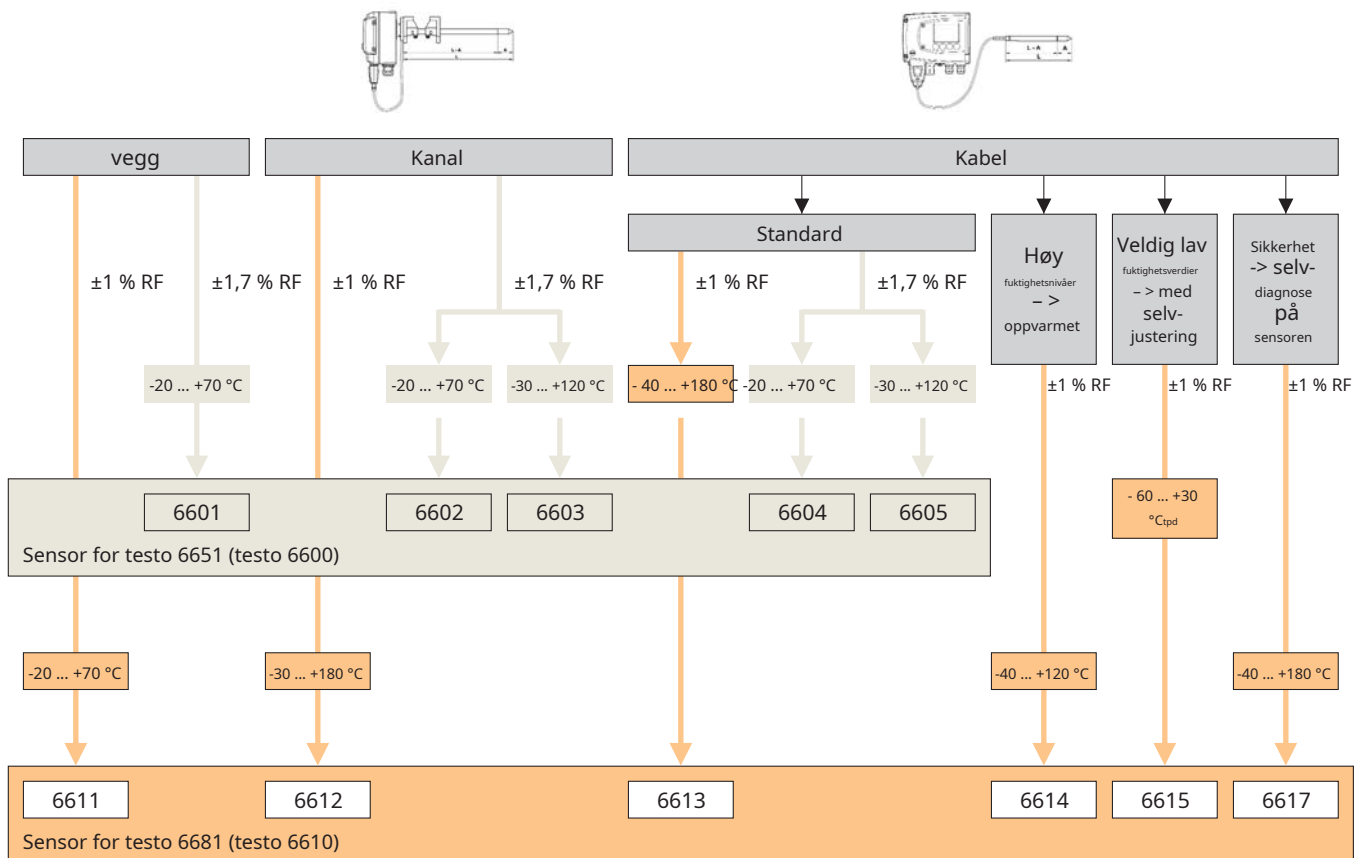 L - A
A
L
L - A
A
L
vegg
Kanal
Kabel
Standard
Høy
fuktighetsnivåer
– >
oppvarmet
Veldig lav
fuktighetsverdier
– > med
selv-
justering
Sikkerhet
-> selv-
diagnose
på
sensoren
±1 % RF
±1,7 % RF
±1 % RF
±1 % RF
±1,7 % RF
±1 % RF
±1 % RF
±1 % RF
-20 ... +70 °C
-20 ... +70 °C
-30 ... +120 °C
- 40 ... +180 °C
-20 ... +70 °C
-30 ... +120 °C
- 60 ... +30
°Ctpd
6601
6602
6603
6604
6605
Sensor for testo 6651 (testo 6600)
-20 ... +70 °C
-30 ... +180 °C
-40 ... +120 °C
-40 ... +180 °C
6611
6612
6613
6614
6615
6617
Sensor for testo 6681 (testo 6610)